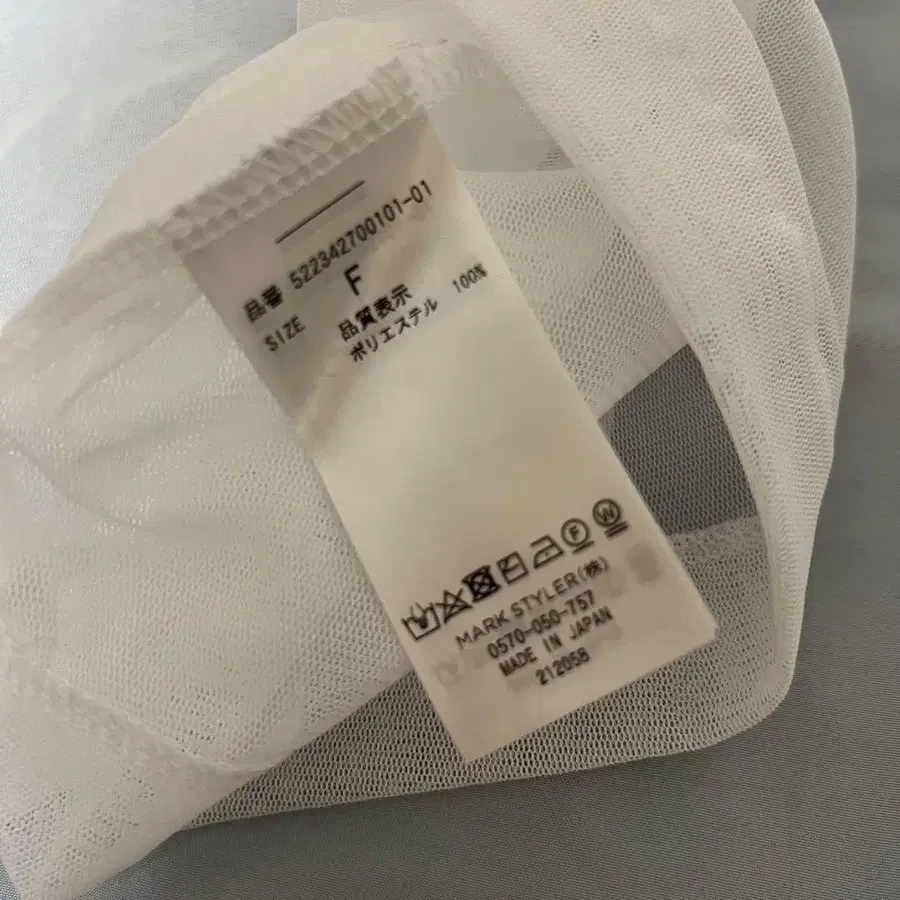 品番 522342700101-01
SIZE F
品質表示
ポリエステル 100%
F W
MARK STYLER(株)
0570-050-757
MADE IN JAPAN
212058